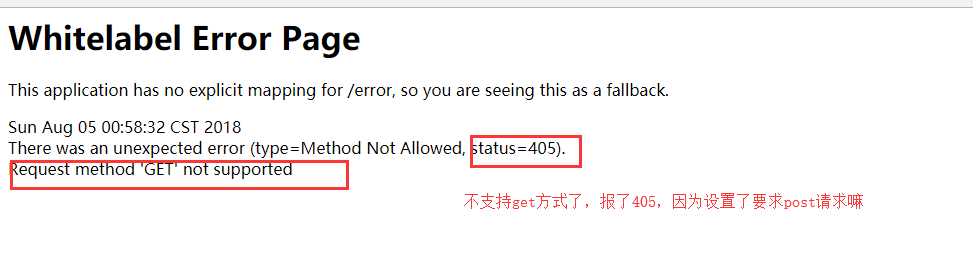 Whitelabel Error Page
This application has no explicit mapping for /error, so you are seeing this as a fallback.
Sun Aug 05 00:58:32 CST 2018
There was an unexpected error (type=Method Not Allowed, status=405).
Request method 'GET' not supported
不支持get方式了，报了405，因为设置了要求post请求嘛